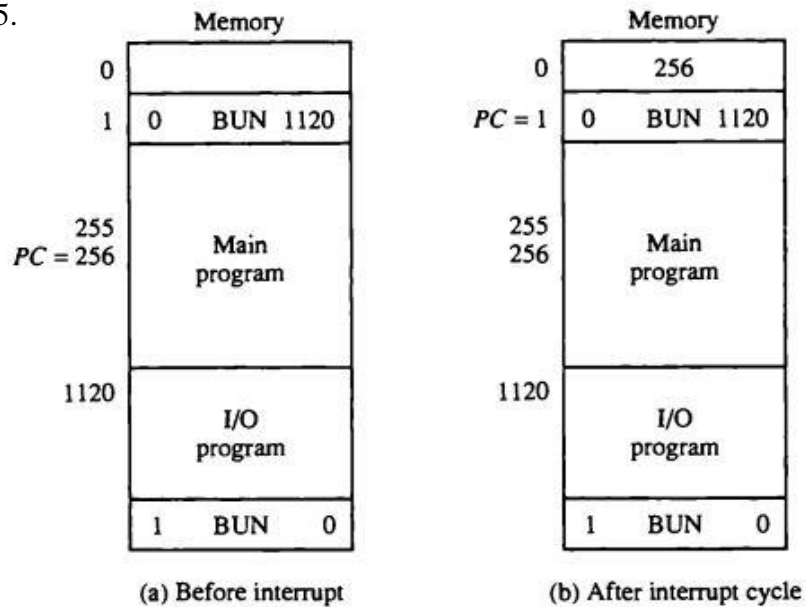 5.
Memory
0
1 0 BUN 1120
255
PC = 256
Main
program
1120
I/O
program
1 BUN 0
(a) Before interrupt
Memory
0 256
PC = 1 0 BUN 1120
255
256
Main
program
1120
I/O
program
1 BUN 0
(b) After interrupt cycle